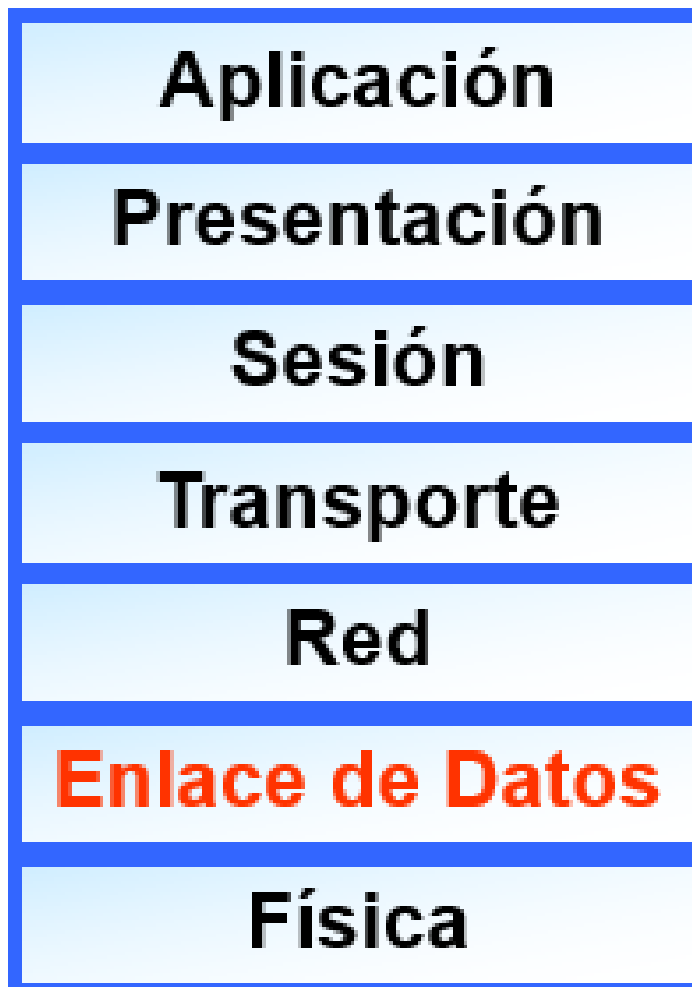 Aplicación
Presentación
Sesión
Transporte
Red
Enlace de Datos
Física